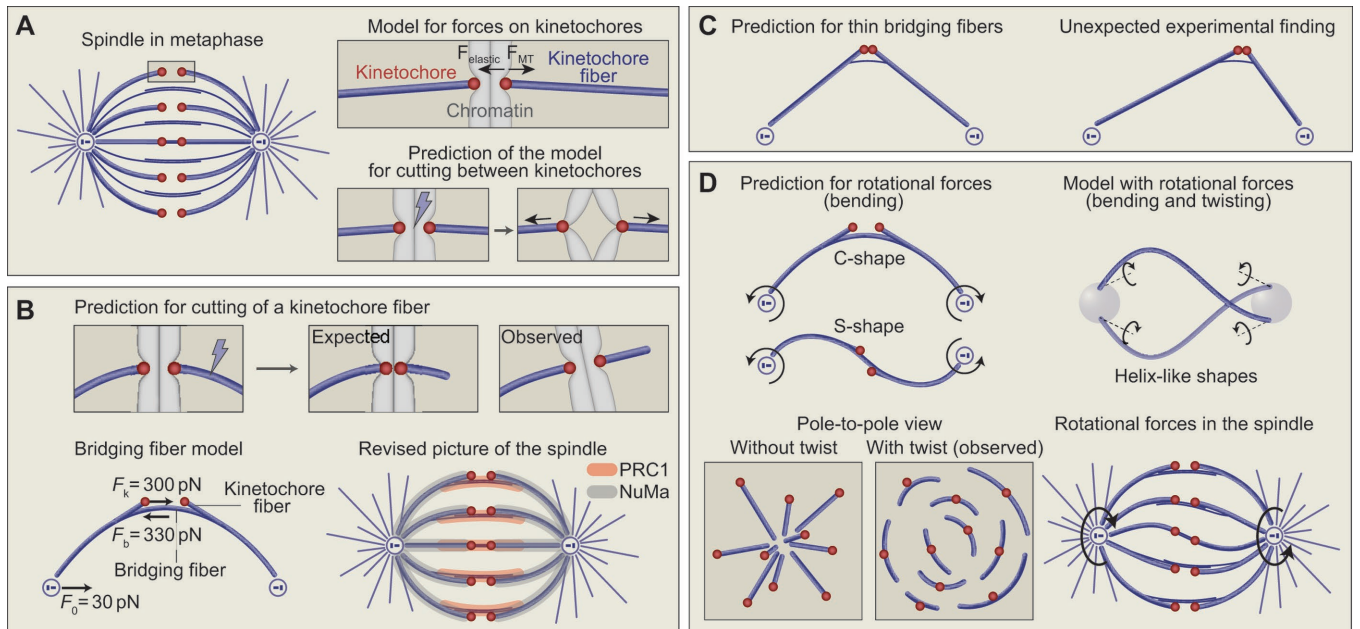 A
Spindle in metaphase
Model for forces on kinetochores
F elastic
F MT
Kinetochore
Kinetochore
fiber
Chromatin
Prediction of the model
for cutting between kinetochores
B
Prediction for cutting of a kinetochore fiber
Expected
Observed
Bridging fiber model
Fk = 300 pN
Kinetochore
fiber
Fb = 330 pN
Bridging fiber
F0 = 30 pN
Revised picture of the spindle
PRC1
NuMa
C
Prediction for thin bridging fibers
Unexpected experimental finding
D
Prediction for rotational forces
(bending)
C-shape
S-shape
Model with rotational forces
(bending and twisting)
Helix-like shapes
Pole-to-pole view
Without twist
With twist (observed)
Rotational forces in the spindle